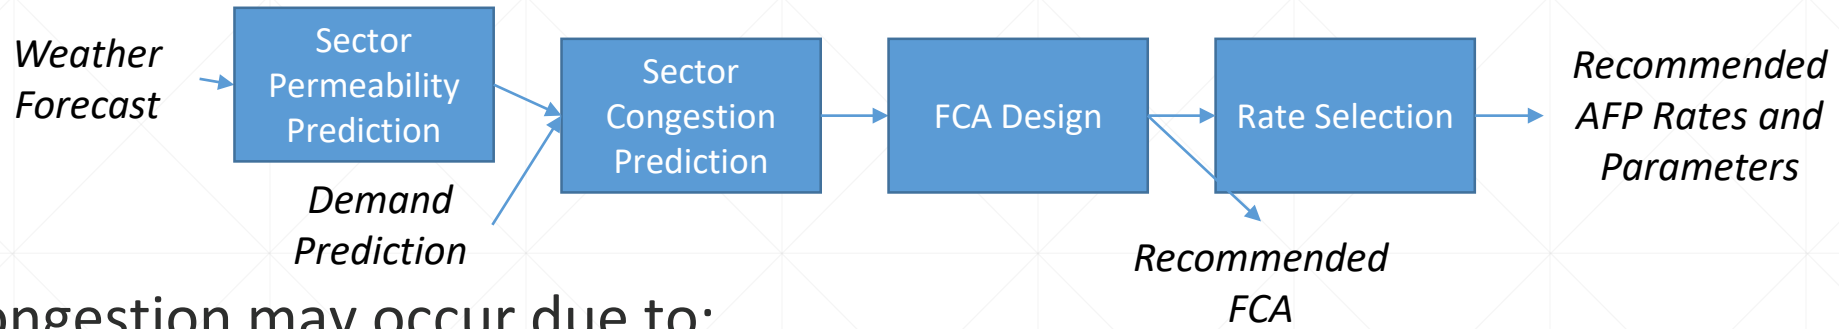 Weather
Forecast
Sector
Permeability
Prediction
Demand
Prediction
Sector
Congestion
Prediction
FCA Design
Rate Selection
Recommended
FCA
Recommended
AFP Rates and
Parameters
ongestion may occur due to: